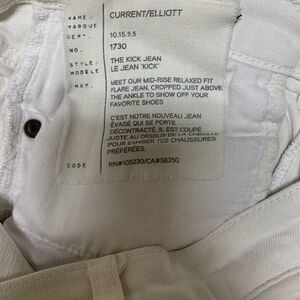 NAME.
MARQUE
CURRENT/ELLIOTT
DEP".
10.15.9.5
NO.
1730
STYLE.
MODELE
THE KICK JEAN
LE JEAN 'KICK'
INSP.
MEET OUR MID-RISE RELAXED FIT
FLARE JEAN, CROPPED JUST ABOVE
THE ANKLE TO SHOW OFF YOUR
FAVORITE SHOES
C'EST NOTRE NOUVEAU JEAN
ÉVASÉ QUI SE PORTE
DÉCONTRACTÉ, IL EST COUPÉ
JUSTE AU DESSUS DE LA CHEVILLE
POUR EXHIBER TES CHAUSSURES
PRÉFÉRÉES.
CODE
RN#105230/CA#58350